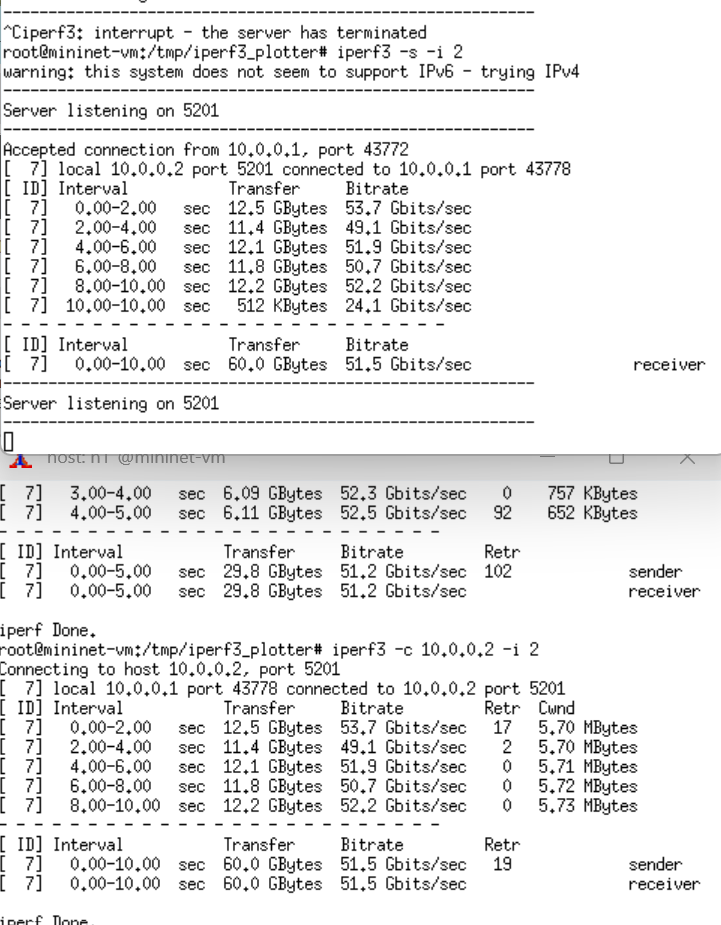 ------------------------------------------------------------
^Ciperf3: interrupt - the server has terminated
root@mininet-vm:/tmp/iperf3_plotter# iperf3 -s -i 2
warning: this system does not seem to support IPv6 - trying IPv4
------------------------------------------------------------
Server listening on 5201
------------------------------------------------------------
Accepted connection from 10.0.0.1, port 43772
[  7] local 10.0.0.2 port 5201 connected to 10.0.0.1 port 43778
[ ID] Interval           Transfer     Bitrate
[  7]   0.00-2.00   sec  12.5 GBytes  53.7 Gbits/sec
[  7]   2.00-4.00   sec  11.4 GBytes  49.1 Gbits/sec
[  7]   4.00-6.00   sec  12.1 GBytes  51.9 Gbits/sec
[  7]   6.00-8.00   sec  11.8 GBytes  50.7 Gbits/sec
[  7]   8.00-10.00  sec  12.2 GBytes  52.2 Gbits/sec
[  7]  10.00-10.00  sec   512 KBytes  24.1 Gbits/sec
- - - - - - - - - - - - - - - - - - - - - - - - -
[ ID] Interval           Transfer     Bitrate
[  7]   0.00-10.00  sec  60.0 GBytes  51.5 Gbits/sec                  receiver
------------------------------------------------------------
Server listening on 5201
------------------------------------------------------------
host: h1 @mininet-vm
[  7]   3.00-4.00   sec  6.09 GBytes  52.3 Gbits/sec    0    757 KBytes
[  7]   4.00-5.00   sec  6.11 GBytes  52.5 Gbits/sec   92    652 KBytes
- - - - - - - - - - - - - - - - - - - - - - - - -
[ ID] Interval           Transfer     Bitrate         Retr
[  7]   0.00-5.00   sec  29.8 GBytes  51.2 Gbits/sec  102             sender
[  7]   0.00-5.00   sec  29.8 GBytes  51.2 Gbits/sec                  receiver
iperf Done.
root@mininet-vm:/tmp/iperf3_plotter# iperf3 -c 10.0.0.2 -i 2
Connecting to host 10.0.0.2, port 5201
[  7] local 10.0.0.1 port 43778 connected to 10.0.0.2 port 5201
[ ID] Interval           Transfer     Bitrate         Retr  Cwnd
[  7]   0.00-2.00   sec  12.5 GBytes  53.7 Gbits/sec   17   5.70 MBytes
[  7]   2.00-4.00   sec  11.4 GBytes  49.1 Gbits/sec    2   5.70 MBytes
[  7]   4.00-6.00   sec  12.1 GBytes  51.9 Gbits/sec    0   5.71 MBytes
[  7]   6.00-8.00   sec  11.8 GBytes  50.7 Gbits/sec    0   5.72 MBytes
[  7]   8.00-10.00  sec  12.2 GBytes  52.2 Gbits/sec    0   5.73 MBytes
- - - - - - - - - - - - - - - - - - - - - - - - -
[ ID] Interval           Transfer     Bitrate         Retr
[  7]   0.00-10.00  sec  60.0 GBytes  51.5 Gbits/sec   19             sender
[  7]   0.00-10.00  sec  60.0 GBytes  51.5 Gbits/sec                  receiver
iperf Done.